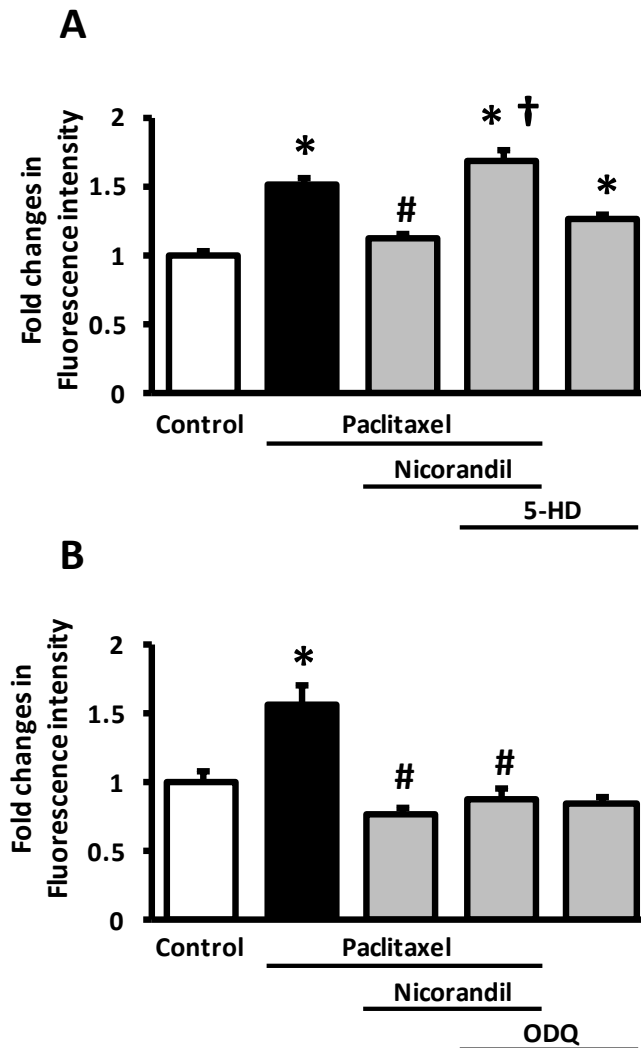 A
Fold changes in
Fluorescence intensity
2
1.5
1
0.5
0
*
#
* †
*
Control
Paclitaxel
Nicorandil
5-HD
B
Fold changes in
Fluorescence intensity
2
1.5
1
0.5
0
*
#
#
Control
Paclitaxel
Nicorandil
ODQ